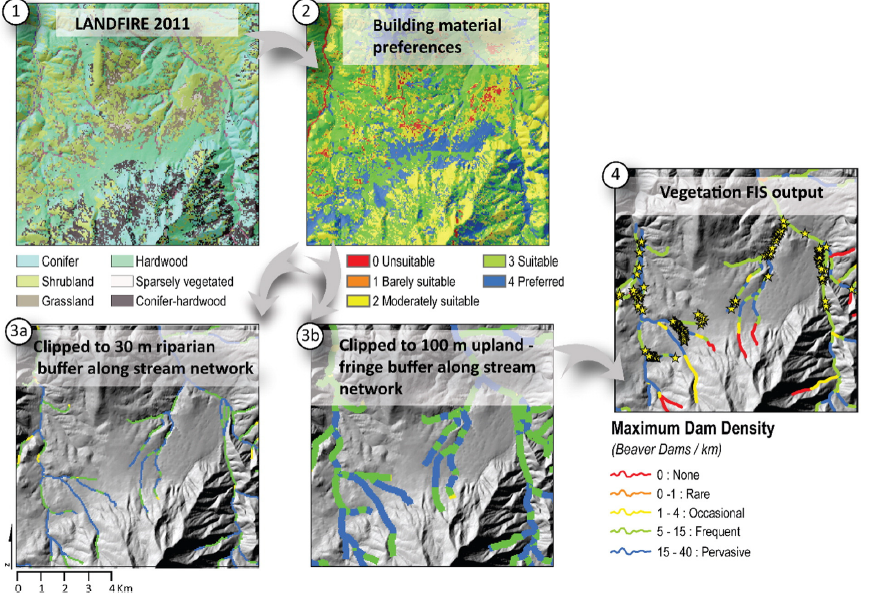 1
LANDFIRE 2011
2
Building material
preferences
Conifer
Hardwood
Shrubland
Sparsely vegetated
Grassland
Conifer-hardwood
0 Unsuitable
3 Suitable
1 Barely suitable
4 Preferred
2 Moderately suitable
3a
Clipped to 30 m riparian
buffer along stream network
3b
Clipped to 100 m upland -
fringe buffer along stream
network
4
Vegetation FIS output
Maximum Dam Density
(Beaver Dams / km)
0 : None
0 -1 : Rare
1 - 4 : Occasional
5 - 15 : Frequent
15 - 40 : Pervasive
z
0 1 2 3 4 Km